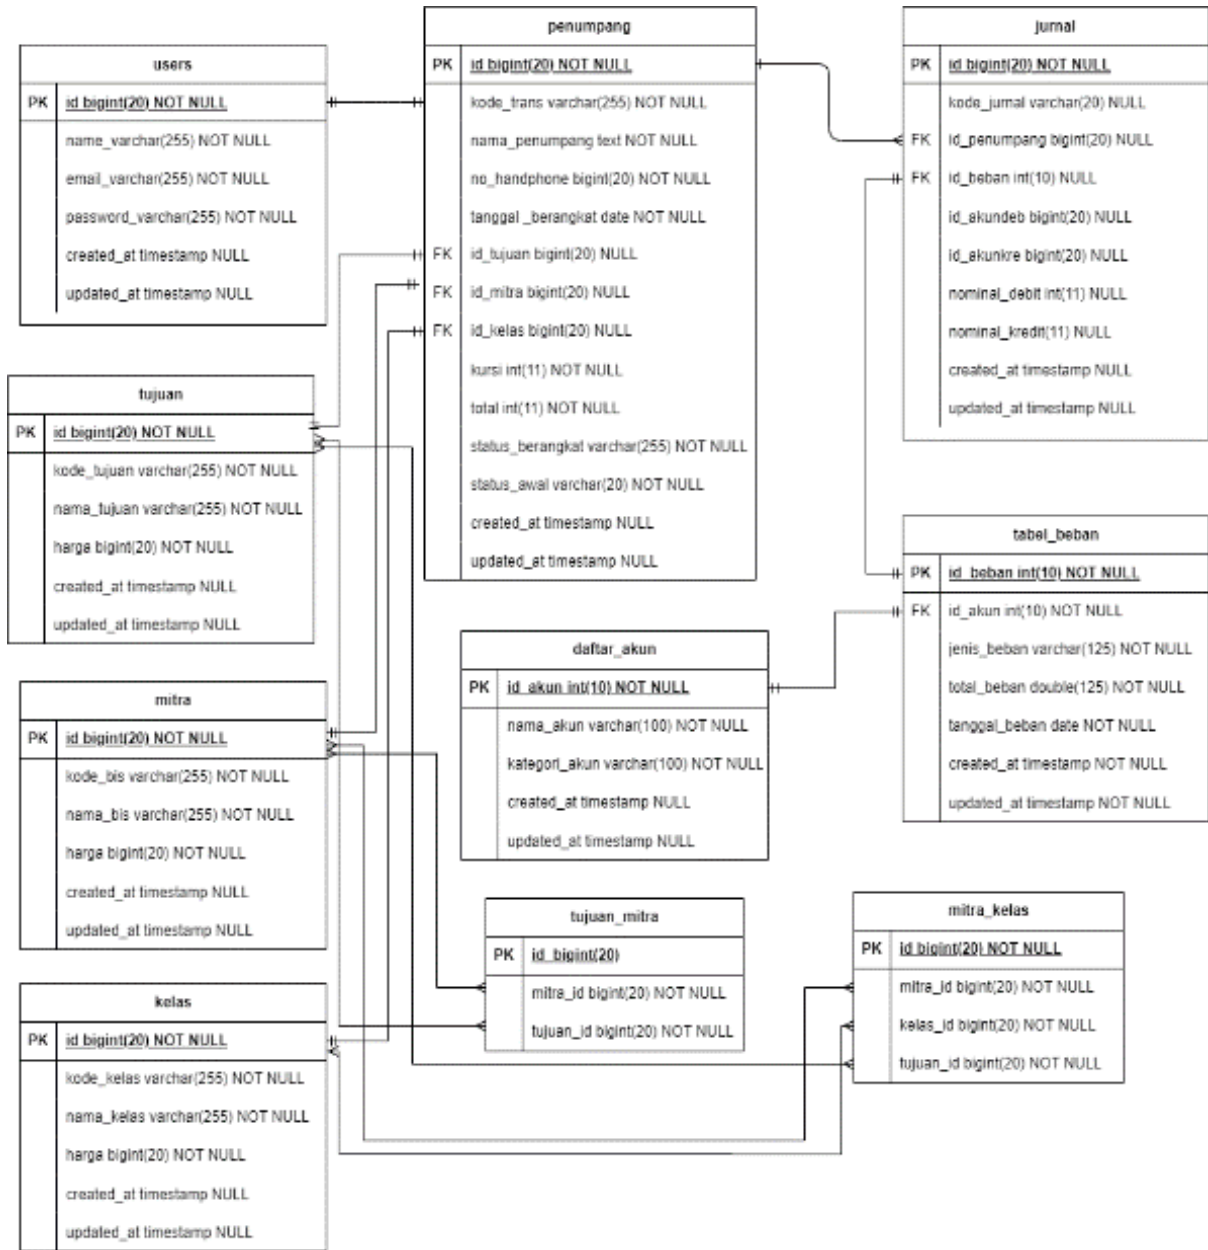 users
PK id bigint(20) NOT NULL
name_varchar(255) NOT NULL
email_varchar(255) NOT NULL
password_varchar(255) NOT NULL
created_at timestamp NULL
updated_at timestamp NULL
penumpang
PK id bigint(20) NOT NULL
kode_trans varchar(255) NOT NULL
nama_penumpang text NOT NULL
no_handphone bigint(20) NOT NULL
tanggal _berangkat date NOT NULL
FK id_tujuan bigint(20) NULL
FK id_mitra bigint(20) NULL
FK id_kelas bigint(20) NULL
kursi int(11) NOT NULL
total int(11) NOT NULL
status_berangkat varchar(255) NOT NULL
status_awal varchar(20) NOT NULL
created_at timestamp NULL
updated_at timestamp NULL
jurnal
PK id bigint(20) NOT NULL
kode_jurnal varchar(20) NULL
FK id_penumpang bigint(20) NULL
FK id_beban int(10) NULL
id_akundeb bigint(20) NULL
id_akunkre bigint(20) NULL
nominal_debit int(11) NULL
nominal_kredit(11) NULL
created_at timestamp NULL
updated_at timestamp NULL
tujuan
PK id bigint(20) NOT NULL
kode_tujuan varchar(255) NOT NULL
nama_tujuan varchar(255) NOT NULL
harga bigint(20) NOT NULL
created_at timestamp NULL
updated_at timestamp NULL
tabel_beban
PK id_beban int(10) NOT NULL
FK id_akun int(10) NOT NULL
jenis_beban varchar(125) NOT NULL
total_beban double(125) NOT NULL
tanggal_beban date NOT NULL
created_at timestamp NOT NULL
updated_at timestamp NOT NULL
daftar_akun
PK id_akun int(10) NOT NULL
nama_akun varchar(100) NOT NULL
kategori_akun varchar(100) NOT NULL
created_at timestamp NULL
updated_at timestamp NULL
mitra
PK id bigint(20) NOT NULL
kode_bis varchar(255) NOT NULL
nama_bis varchar(255) NOT NULL
harga bigint(20) NOT NULL
created_at timestamp NULL
updated_at timestamp NULL
tujuan_mitra
PK id_bigint(20)
mitra_id bigint(20) NOT NULL
tujuan_id bigint(20) NOT NULL
mitra_kelas
PK id bigint(20) NOT NULL
mitra_id bigint(20) NOT NULL
kelas_id bigint(20) NOT NULL
tujuan_id bigint(20) NOT NULL
kelas
PK id bigint(20) NOT NULL
kode_kelas varchar(255) NOT NULL
nama_kelas varchar(255) NOT NULL
harga bigint(20) NOT NULL
created_at timestamp NULL
updated_at timestamp NULL